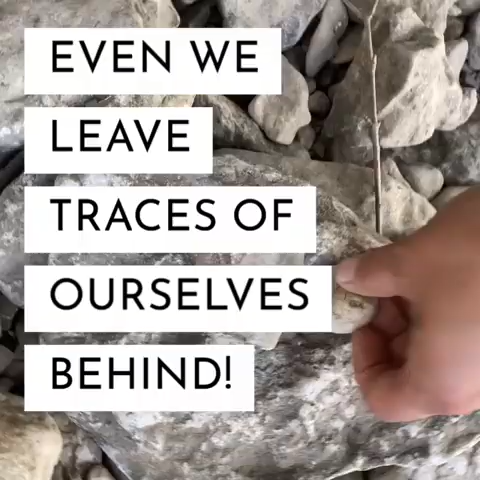 EVEN WE
LEAVE
TRACES OF
OURSELVES
BEHIND!